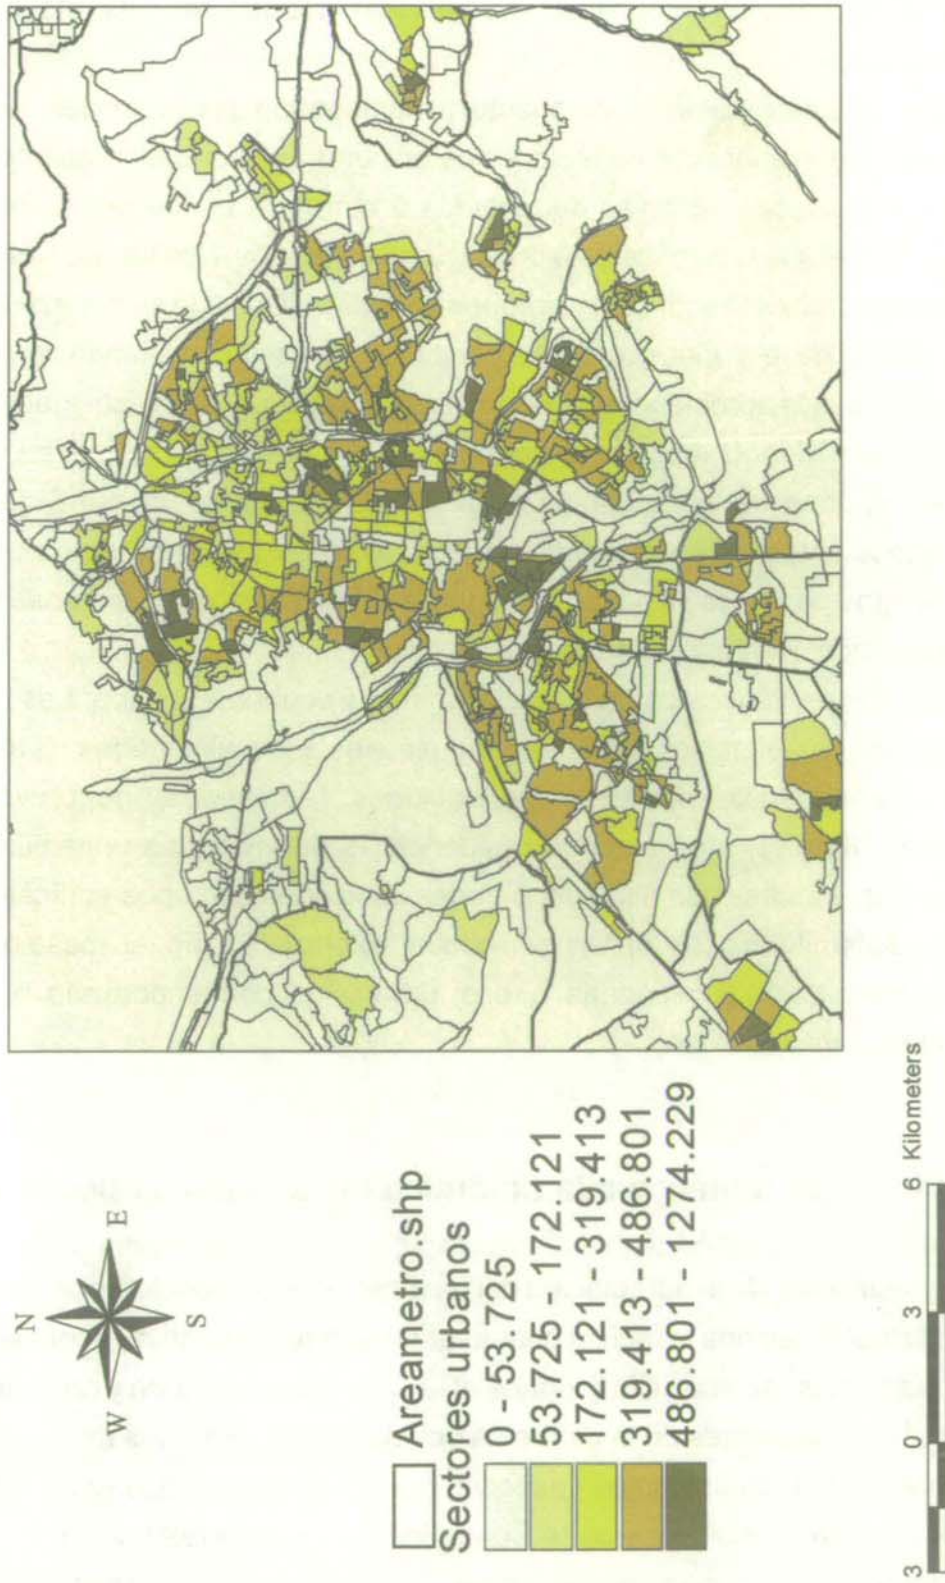 N
W E
S
Areametro.shp
Sectores urbanos
0 - 53.725
53.725 - 172.121
172.121 - 319.413
319.413 - 486.801
486.801 - 1274.229
3 0 3 6 Kilometers